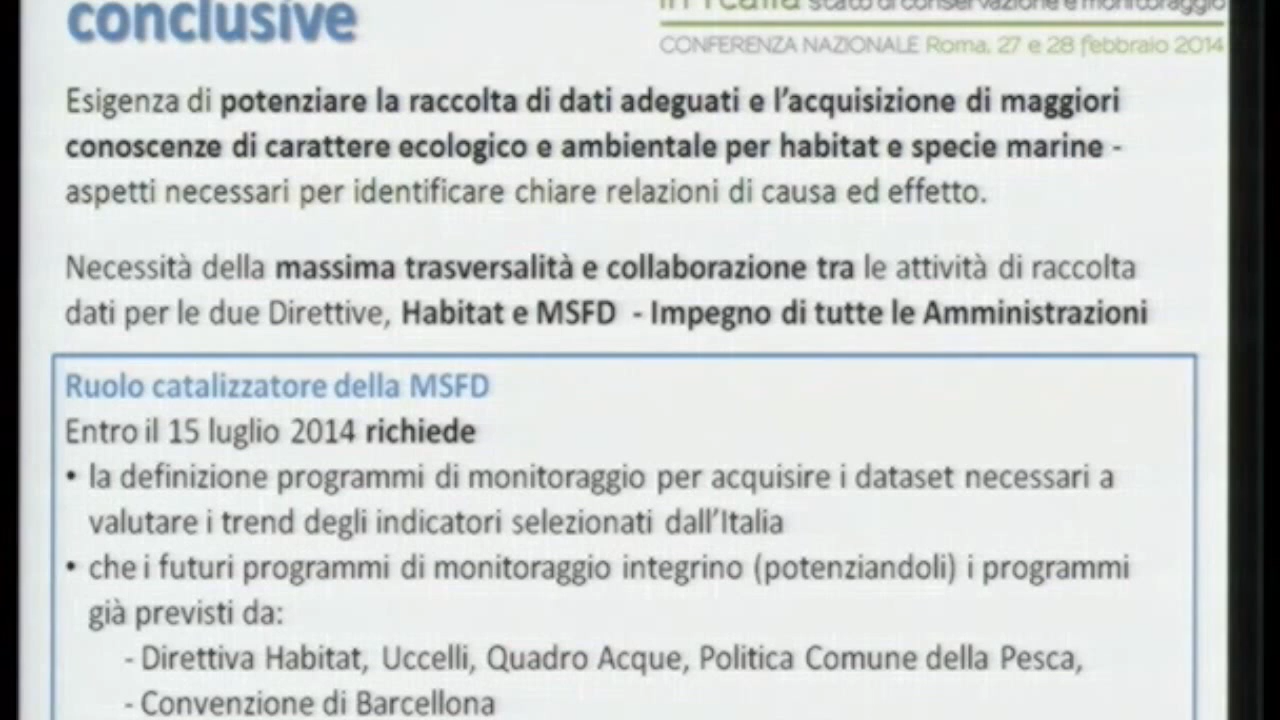 conclusive
in Italia stato di conservazione e monitoraggio
CONFERENZA NAZIONALE Roma, 27 e 28 febbraio 2014
Esigenza di potenziare la raccolta di dati adeguati e l'acquisizione di maggiori
conoscenze di carattere ecologico e ambientale per habitat e specie marine -
aspetti necessari per identificare chiare relazioni di causa ed effetto.
Necessità della massima trasversalità e collaborazione tra le attività di raccolta
dati per le due Direttive, Habitat e MSFD - Impegno di tutte le Amministrazioni
Ruolo catalizzatore della MSFD
Entro il 15 luglio 2014 richiede
• la definizione programmi di monitoraggio per acquisire i dataset necessari a
valutare i trend degli indicatori selezionati dall'Italia
• che i futuri programmi di monitoraggio integrino (potenziandoli) i programmi
già previsti da:
- Direttiva Habitat, Uccelli, Quadro Acque, Politica Comune della Pesca,
- Convenzione di Barcellona